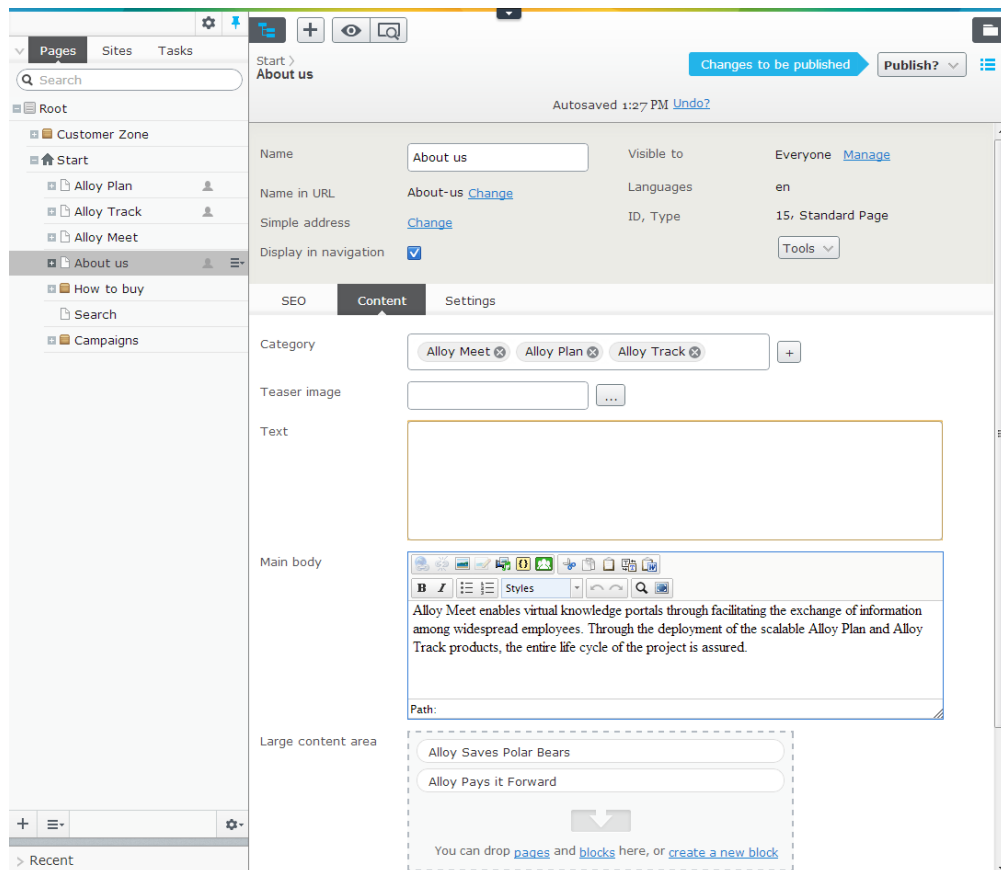 Pages Sites Tasks
Search
Root
Customer Zone
Start
Alloy Plan
Alloy Track
Alloy Meet
About us
How to buy
Search
Campaigns
> Recent
Start >
About us
Changes to be published
Publish?
Autosaved 1:27 PM Undo?
Name
About us
Name in URL
About-us Change
Simple address
Change
Display in navigation
Visible to
Everyone Manage
Languages
en
ID, Type
15, Standard Page
Tools
SEO Content Settings
Category
Alloy Meet Alloy Plan Alloy Track
+
Teaser image
...
Text
Main body
B I Styles
Alloy Meet enables virtual knowledge portals through facilitating the exchange of information
among widespread employees. Through the deployment of the scalable Alloy Plan and Alloy
Track products, the entire life cycle of the project is assured.
Path:
Large content area
Alloy Saves Polar Bears
Alloy Pays it Forward
You can drop pages and blocks here, or create a new block